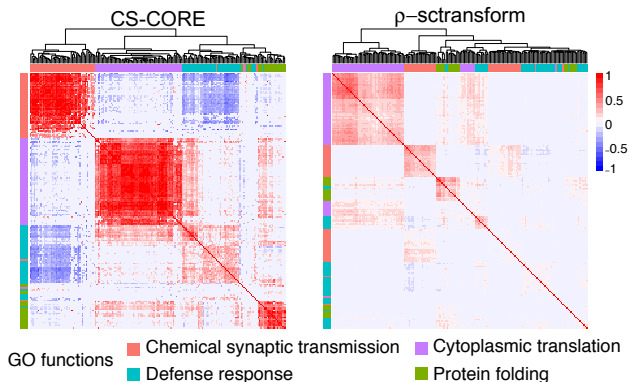 CS-CORE
ρ−sctransform
1
0.5
0
−0.5
−1
GO functions
Chemical synaptic transmission
Cytoplasmic translation
Defense response
Protein folding